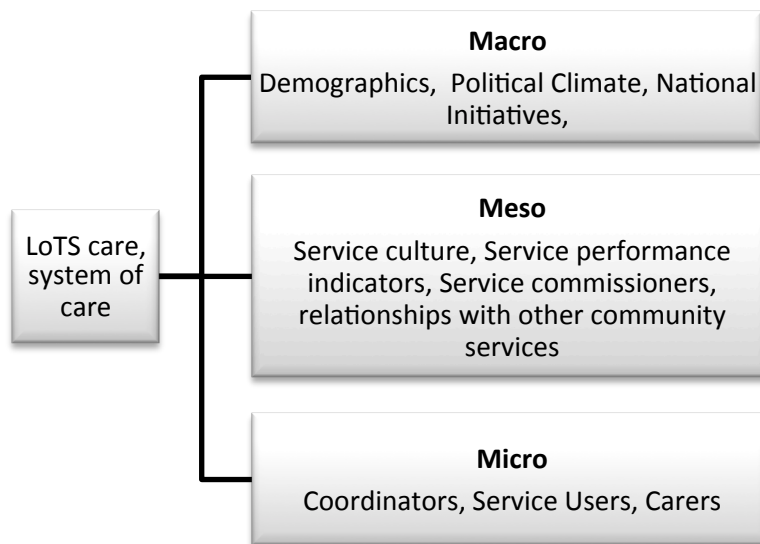 LoTS care,
system of
care
Macro
Demographics,  Political Climate, National
Initiatives,
Meso
Service culture, Service performance
indicators, Service commissioners,
relationships with other community
services
Micro
Coordinators, Service Users, Carers